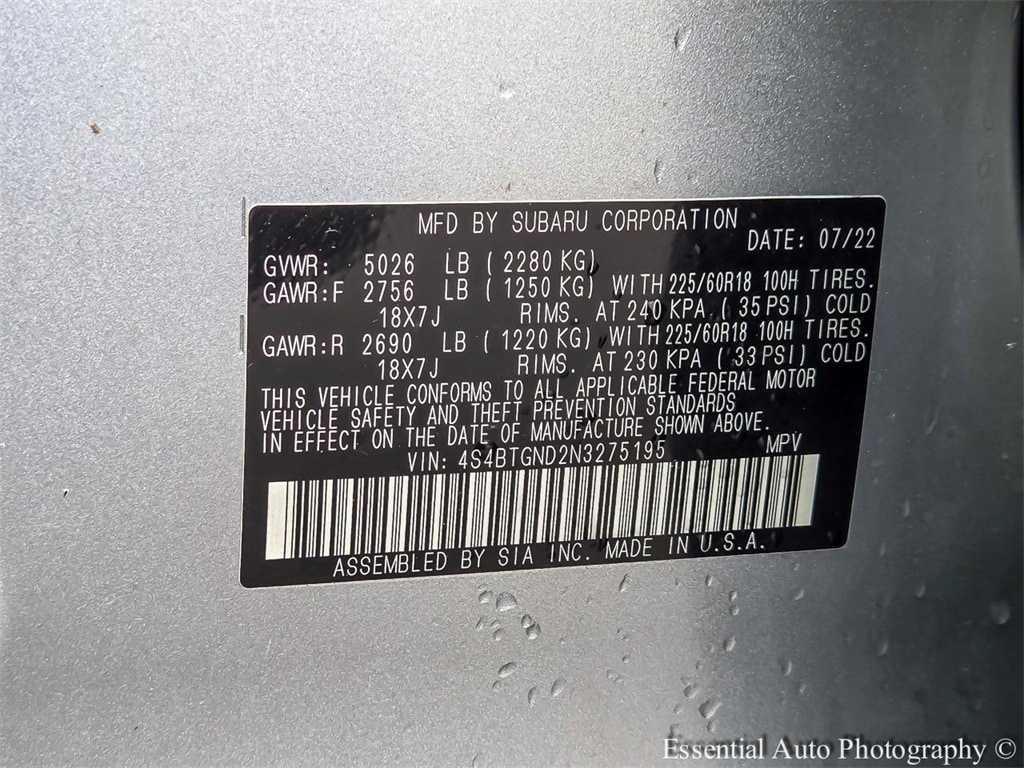 MFD BY SUBARU CORPORATION
DATE: 07/22
GVWR: 5026 LB ( 2280 KG)
GAWR:F 2756 LB ( 1250 KG) WITH 225/60R18 100H TIRES.
18X7J RIMS. AT 240 KPA ( 35 PSI) COLD
GAWR:R 2690 LB ( 1220 KG) WITH 225/60R18 100H TIRES.
18X7J RIMS. AT 230 KPA ( 33 PSI) COLD
THIS VEHICLE CONFORMS TO ALL APPLICABLE FEDERAL MOTOR
VEHICLE SAFETY AND THEFT PREVENTION STANDARDS
IN EFFECT ON THE DATE OF MANUFACTURE SHOWN ABOVE.
VIN: 4S4BTGND2N3275195 MPV
ASSEMBLED BY SIA INC. MADE IN U.S.A.
Essential Auto Photography ©